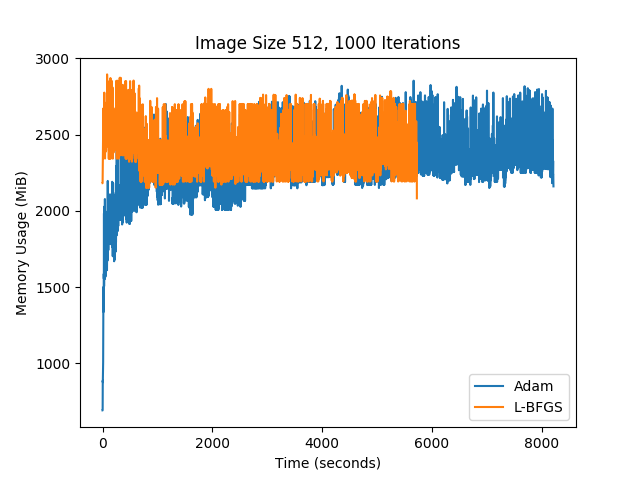 Image Size 512, 1000 Iterations
3000
2500
2000
1500
1000
Memory Usage (MiB)
0
2000
4000
6000
8000
Time (seconds)
Adam
L-BFGS